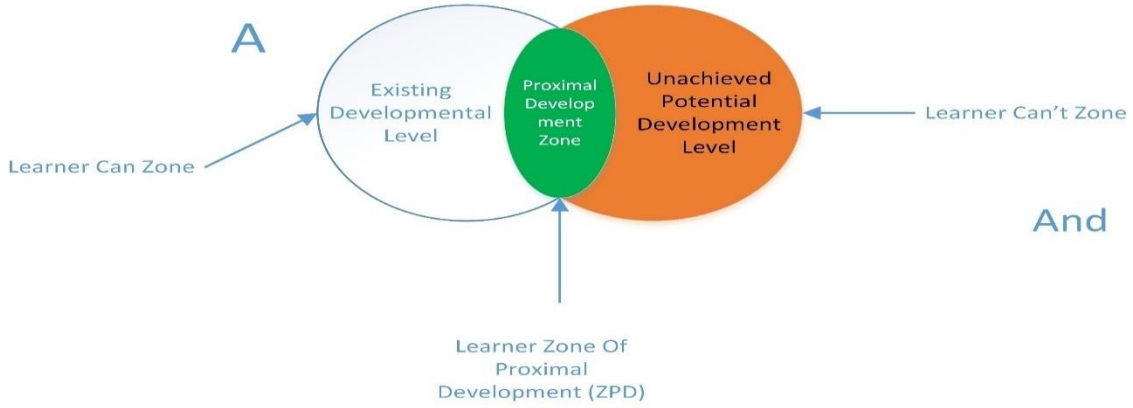 A
Existing
Developmental
Level
Proximal
Develop
ment
Zone
Unachieved
Potential
Development
Level
Learner Can't Zone
Learner Can Zone
And
Learner Zone Of
Proximal
Development (ZPD)